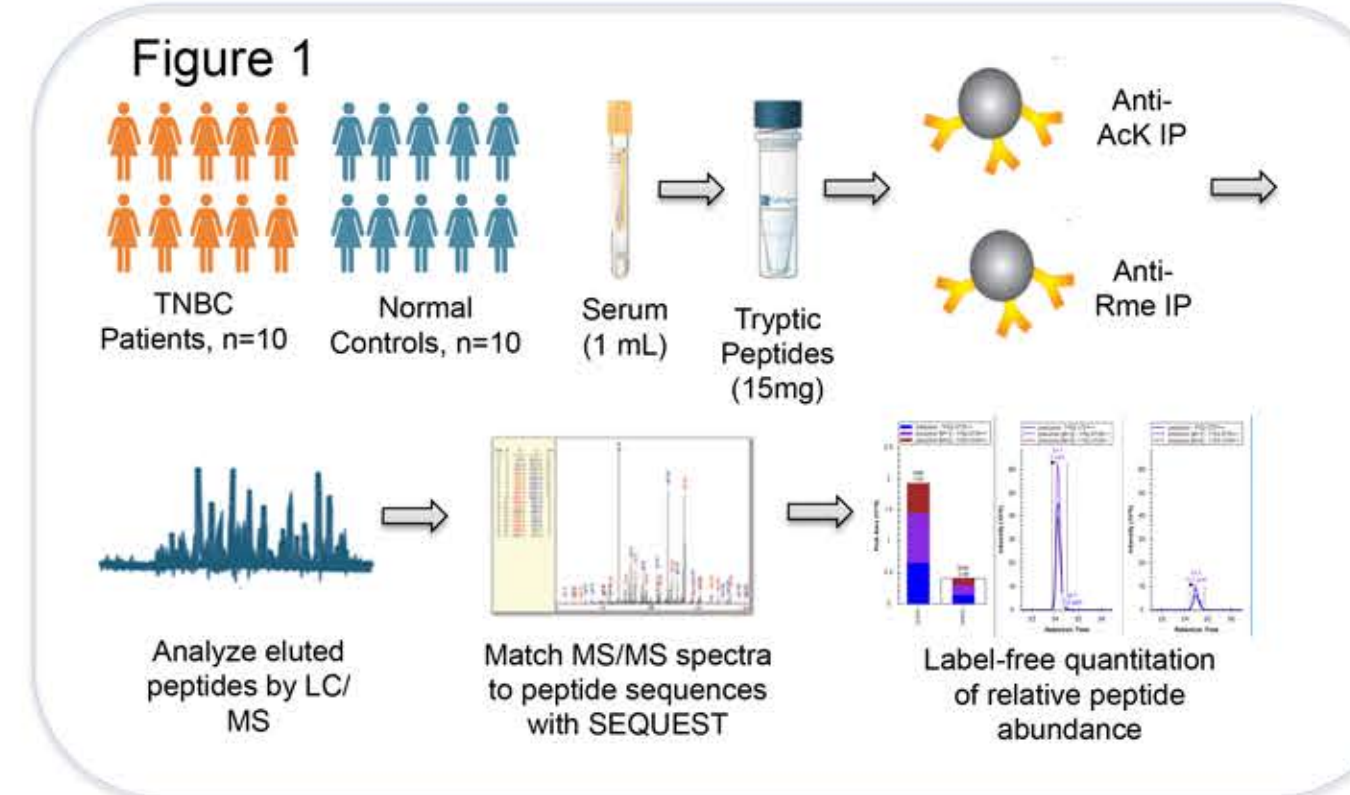 Figure 1
TNBC
Patients, n=10
Normal
Controls, n=10
Serum
(1 mL)
Tryptic
Peptides
(15mg)
Anti-
AcK IP
Anti-
Rme IP
Analyze eluted
peptides by LC/
MS
Match MS/MS spectra
to peptide sequences
with SEQUEST
Label-free quantitation
of relative peptide
abundance